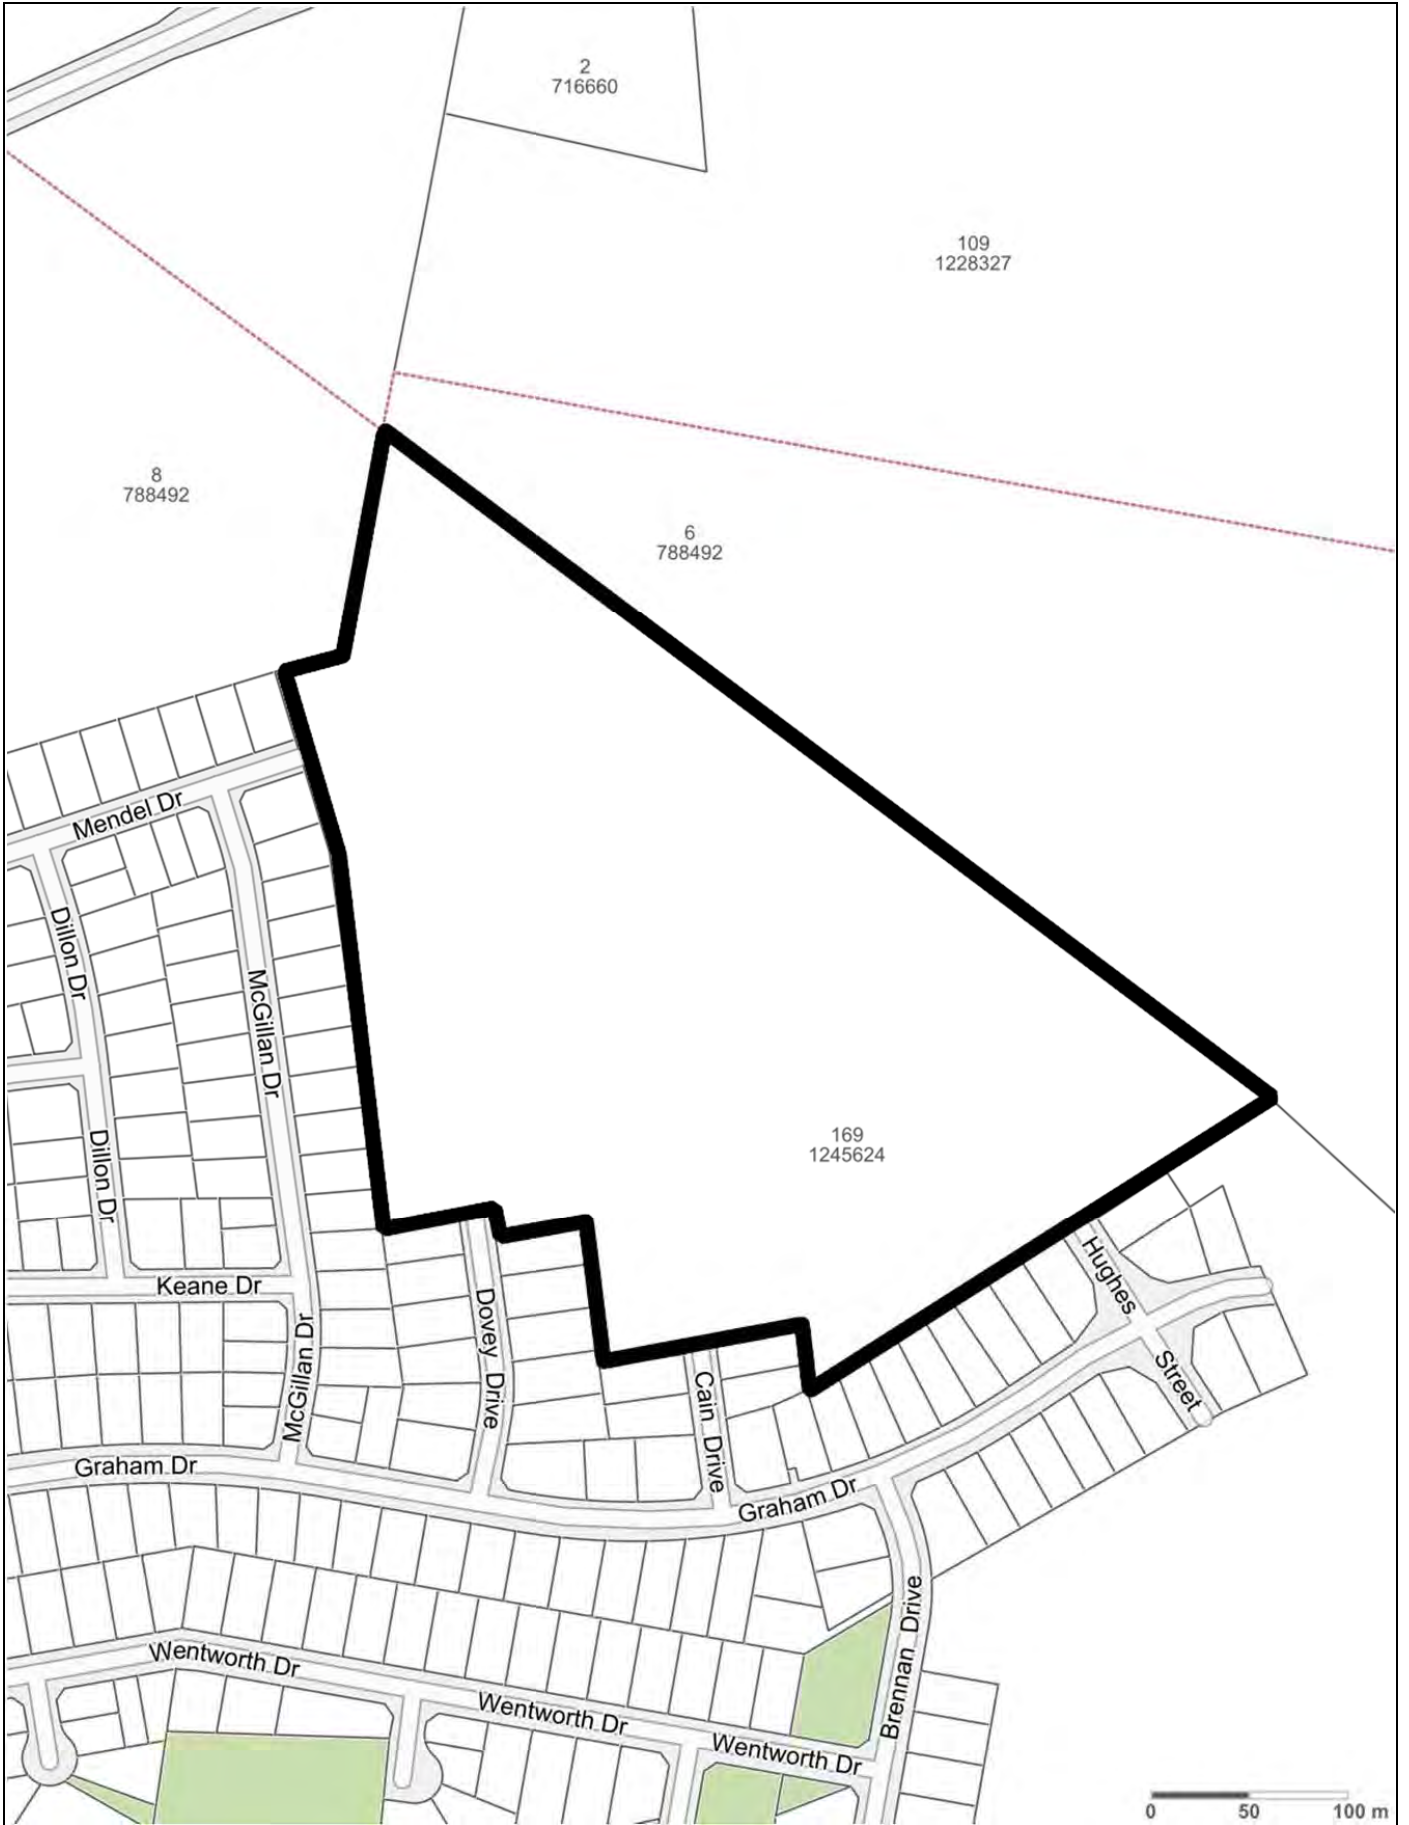 2
716660
109
1228327
8
788492
6
788492
Mendel Dr
Dillon Dr
McGillan Dr
169
1245624
Dillon Dr
Hughes
Street
Keane Dr
McGillan Dr
Dovey Drive
Cain Drive
Graham Dr
Graham Dr
Brennan Drive
Wentworth Dr
Wentworth Dr
Wentworth Dr
0 50 100 m